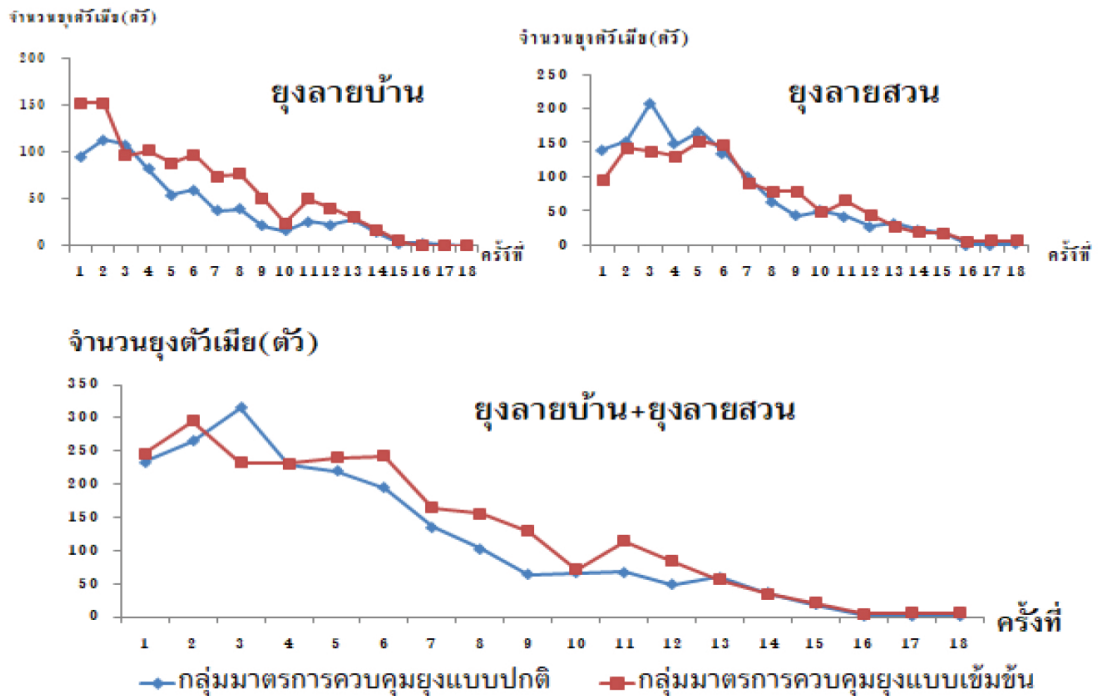 จำนวนยุงตัวเมีย(ตัว)
200
150
100
50
0
ยุงลายบ้าน
1 2 3 4 5 6 7 8 9 10 11 12 13 14 15 16 17 18
ครั้งที่
จำนวนยุงตัวเมีย(ตัว)
250
200
150
100
50
0
ยุงลายสวน
1 2 3 4 5 6 7 8 9 10 11 12 13 14 15 16 17 18
ครั้งที่
จำนวนยุงตัวเมีย(ตัว)
350
300
250
200
150
100
50
0
ยุงลายบ้าน+ยุงลายสวน
1 2 3 4 5 6 7 8 9 10 11 12 13 14 15 16 17 18
ครั้งที่
กลุ่มมาตรการควบคุมยุงแบบปกติ
กลุ่มมาตรการควบคุมยุงแบบเข้มข้น